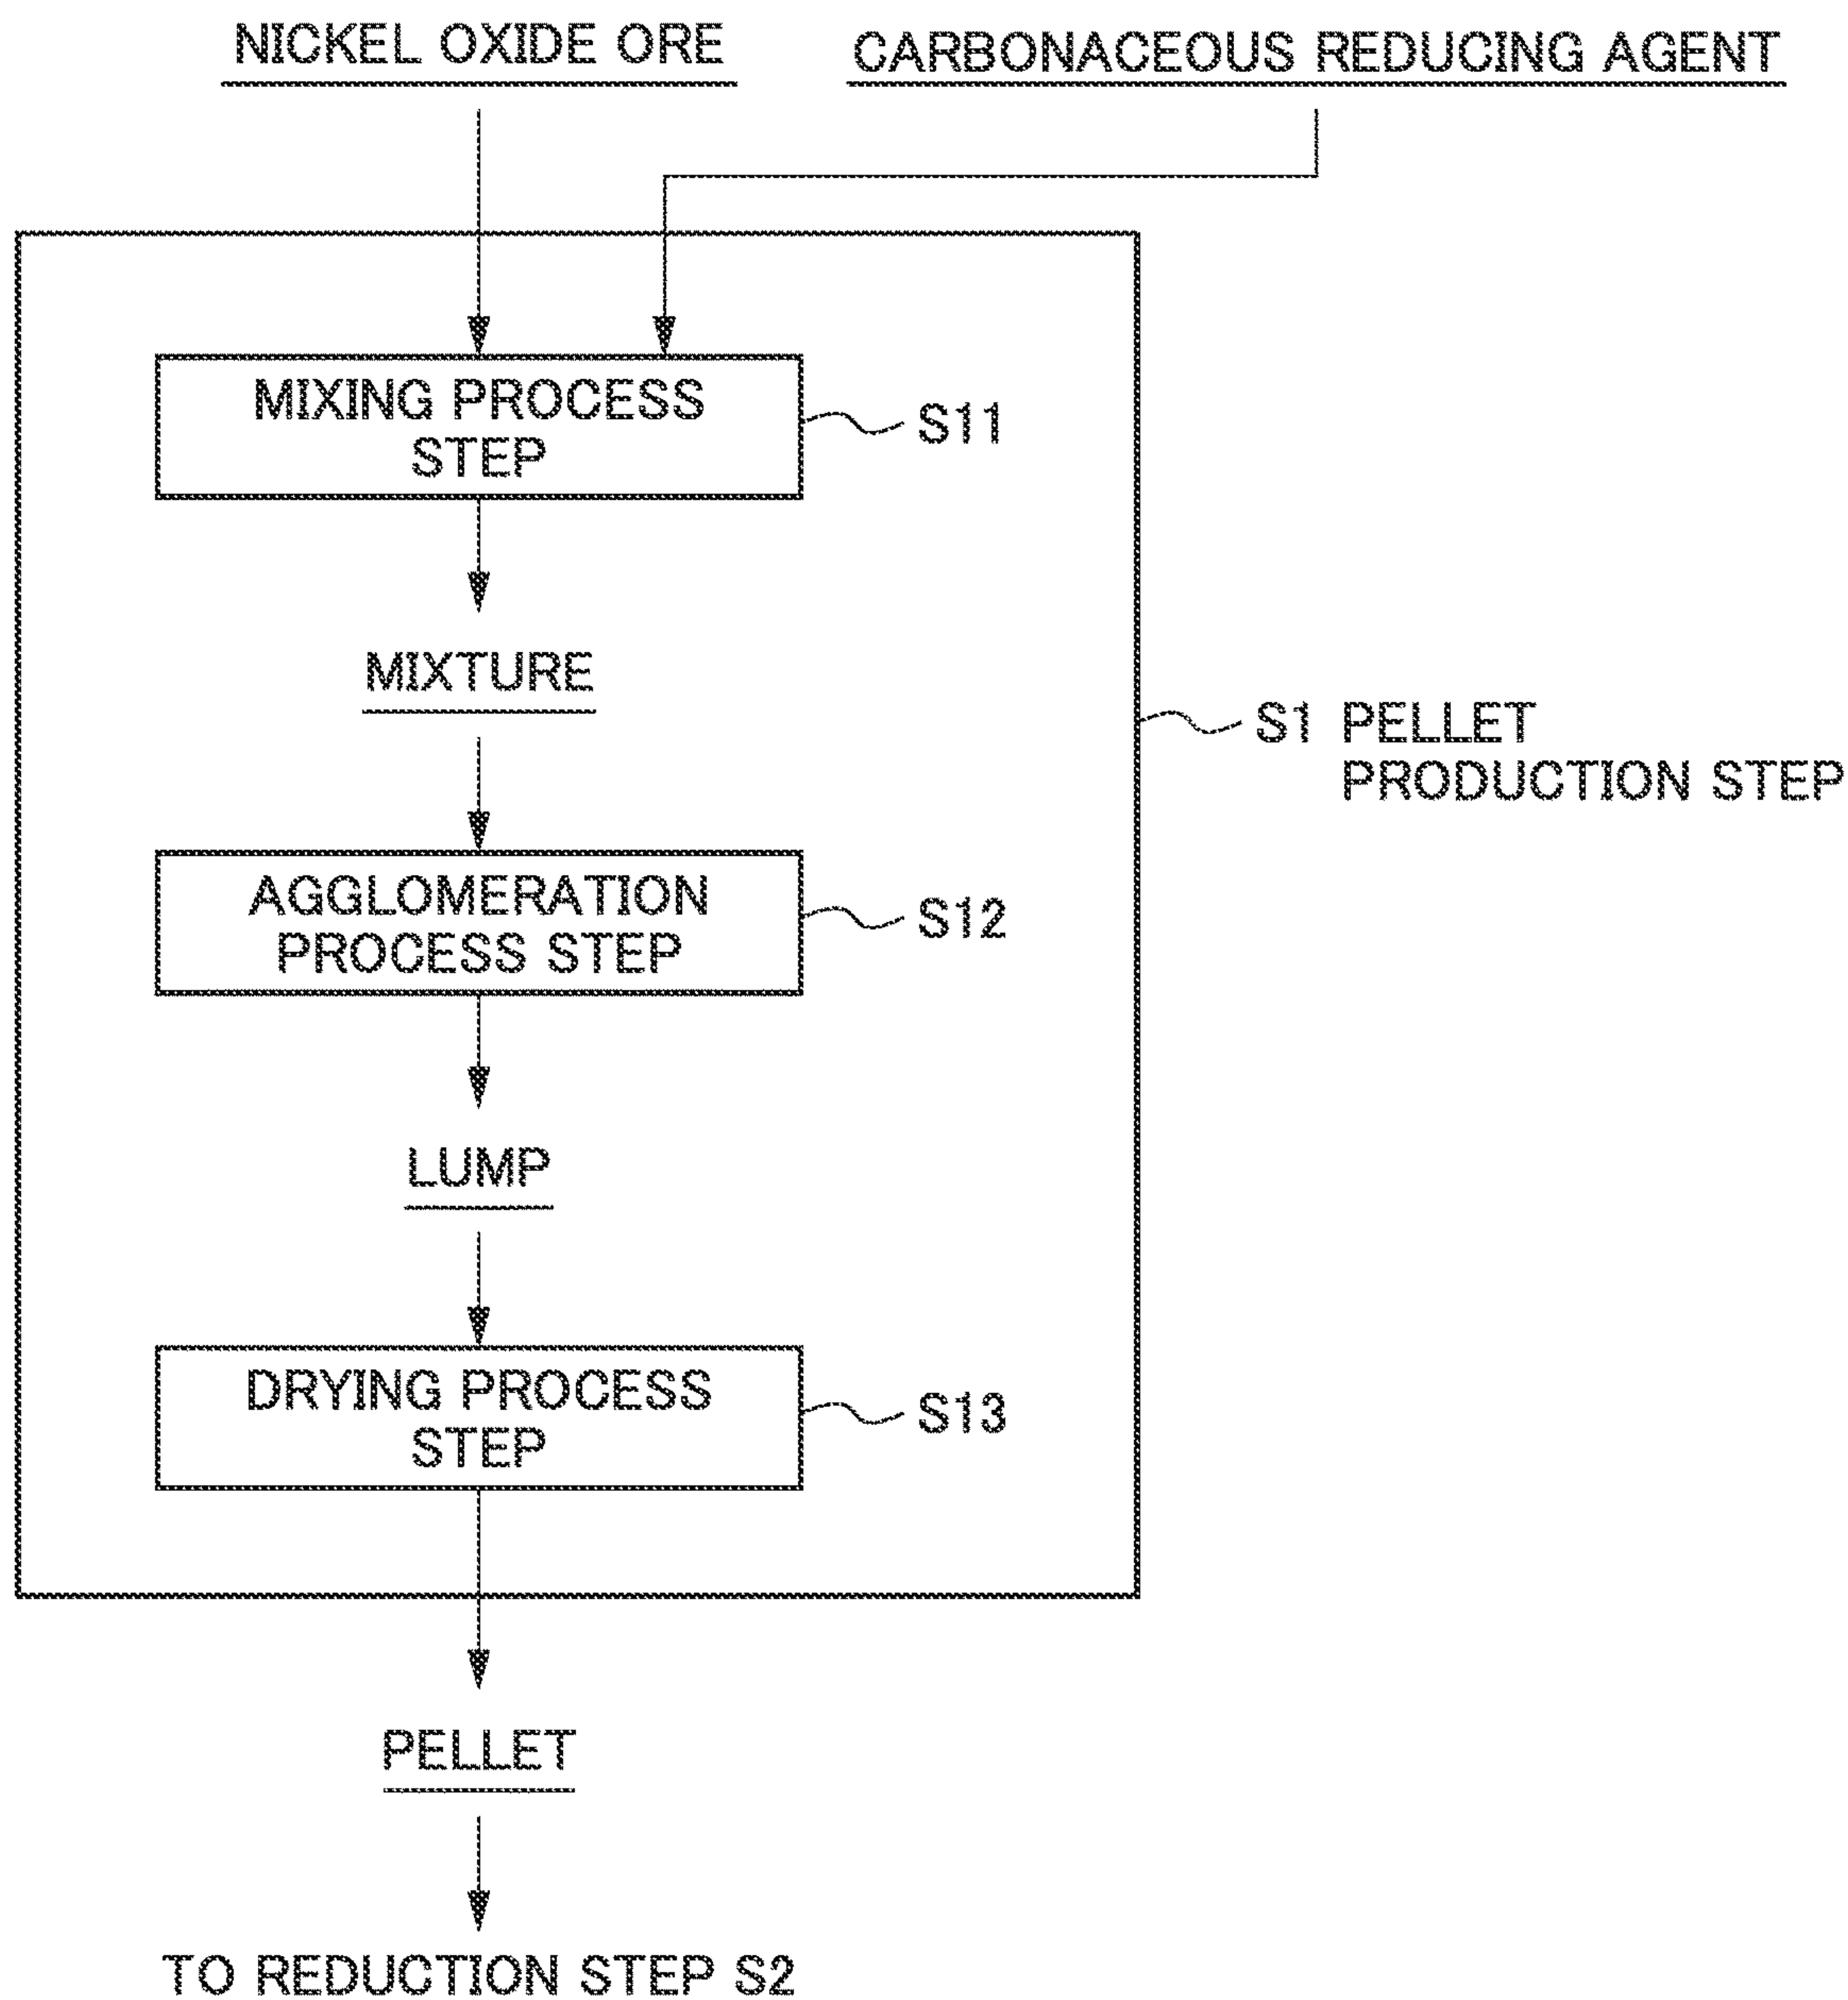 NICKEL OXIDE ORE
CARBONACEOUS REDUCING AGENT
MIXING PROCESS
STEP
S11
MIXTURE
S1 PELLET
PRODUCTION STEP
AGGLOMERATION
PROCESS STEP
S12
LUMP
DRYING PROCESS
STEP
S13
PELLET
TO REDUCTION STEP S2